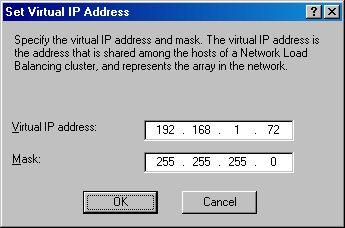 Set Virtual IP Address
Specify the virtual IP address and mask. The virtual IP address is
the address that is shared among the hosts of a Network Load
Balancing cluster, and represents the array in the network.
Virtual IP address: 192 . 168 . 1 . 72
Mask: 255 . 255 . 255 . 0
OK Cancel